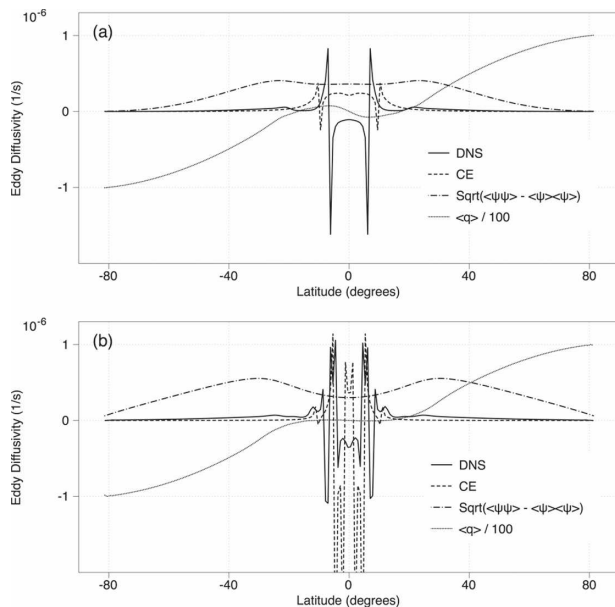 10⁻⁶
(a)
1
0
-1
Eddy Diffusivity (1/s)
DNS
CE
Sqrt(<ψψ> - <ψ><ψ>)
<q> / 100
-80 -40 0 40 80
Latitude (degrees)
10⁻⁶
(b)
1
0
-1
Eddy Diffusivity (1/s)
DNS
CE
Sqrt(<ψψ> - <ψ><ψ>)
<q> / 100
-80 -40 0 40 80
Latitude (degrees)